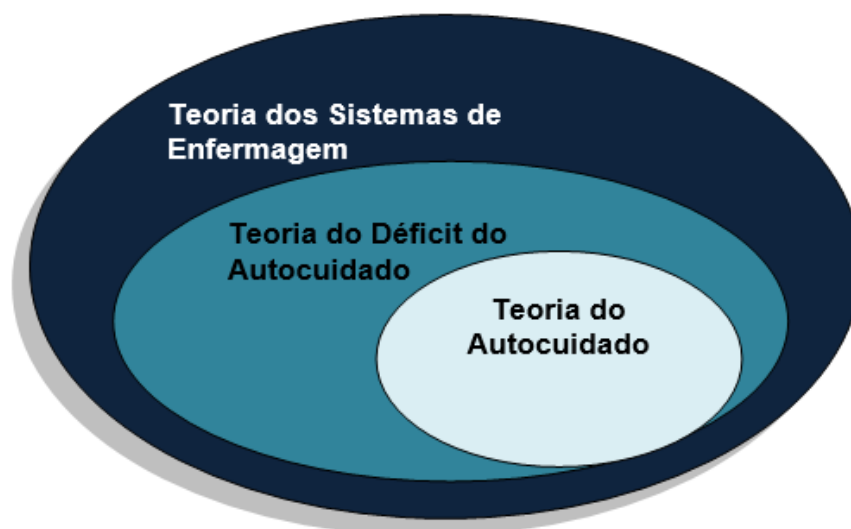 Teoria dos Sistemas de
Enfermagem
Teoria do Déficit do
Autocuidado
Teoria do
Autocuidado